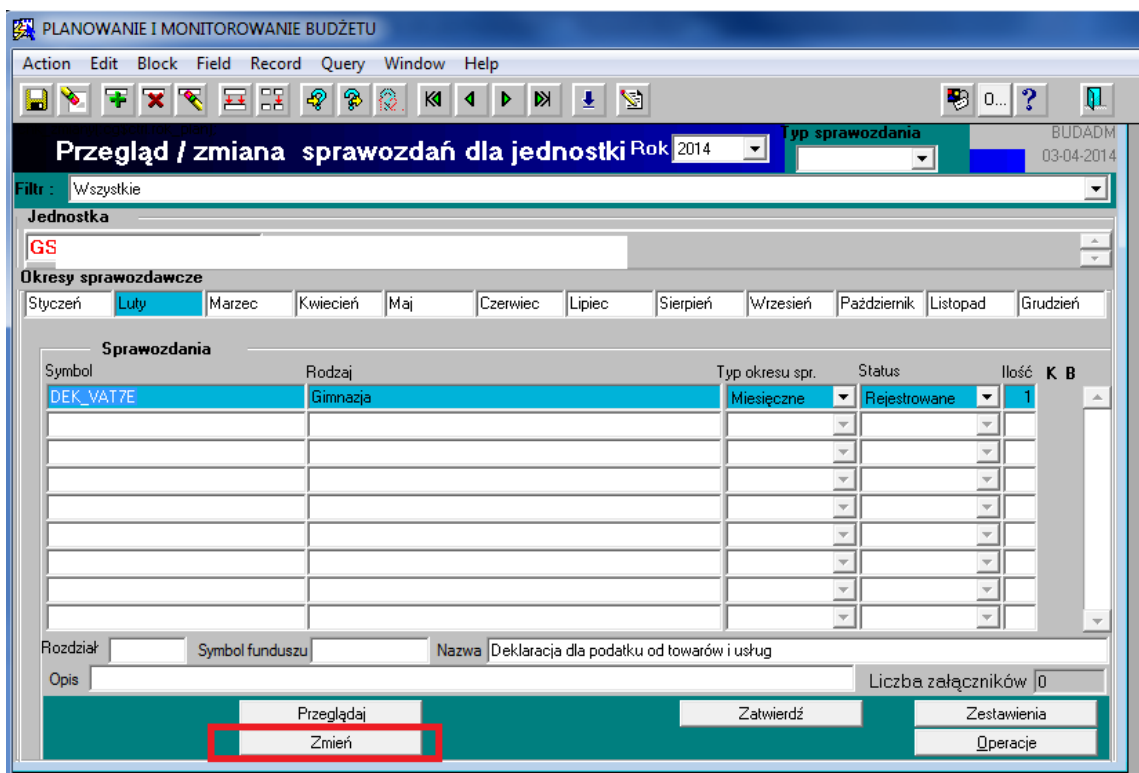 PLANOWANIE I MONITOROWANIE BUDŻETU
Action Edit Block Field Record Query Window Help
0... ?
Przegląd / zmiana sprawozdań dla jednostki Rok 2014 Typ sprawozdania BUDADM
03-04-2014
Filtr : Wszystkie
Jednostka
GS
Okresy sprawozdawcze
Styczeń Luty Marzec Kwiecień Maj Czerwiec Lipiec Sierpień Wrzesień Październik Listopad Grudzień
Sprawozdania
Symbol Rodzaj Typ okresu spr. Status Ilość K B
DEK_VAT7E Gimnazja Miesięczne Rejestrowane 1
Rozdział Symbol funduszu Nazwa Deklaracja dla podatku od towarów i usług
Opis Liczba załączników 0
Przeglądaj Zatwierdź Zestawienia
Zmień Operacje